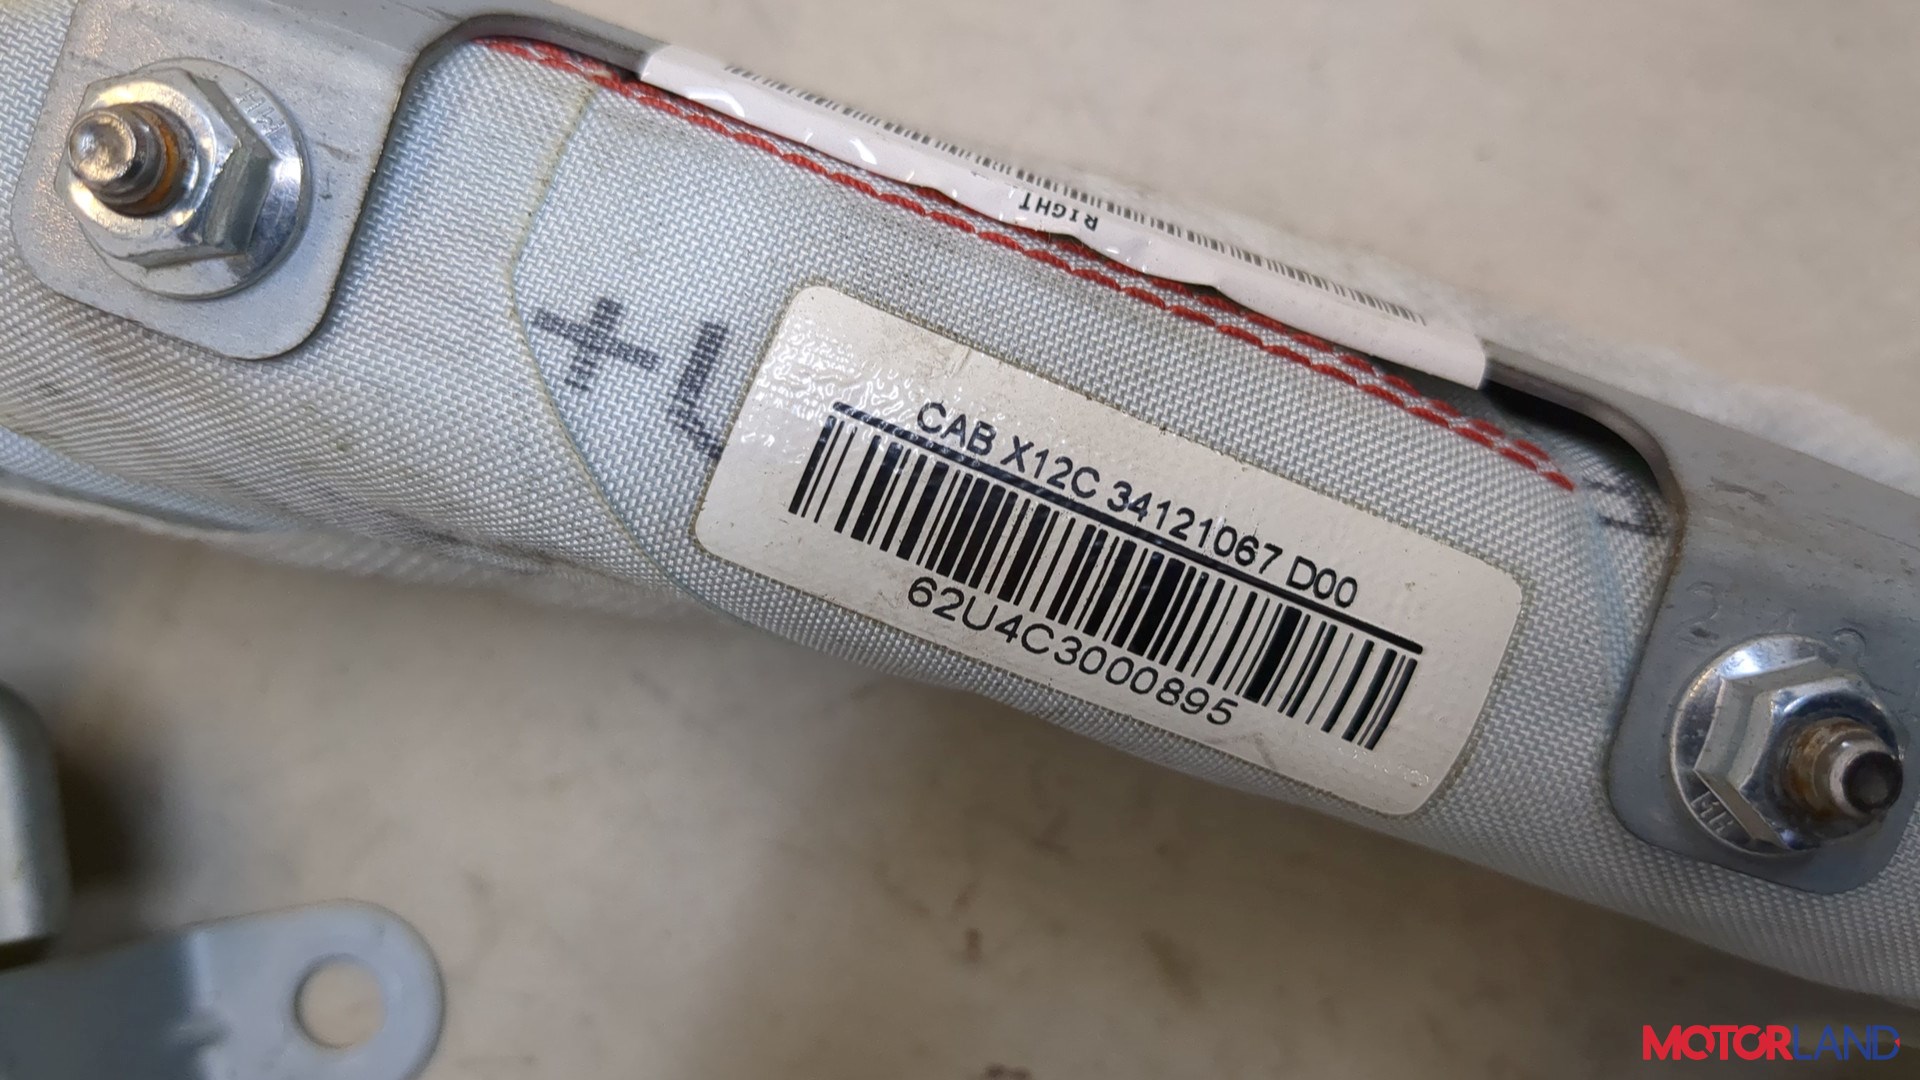 RIGHT
CAB X12C 34121067 D00
62U4C3000895
MOTORLAND